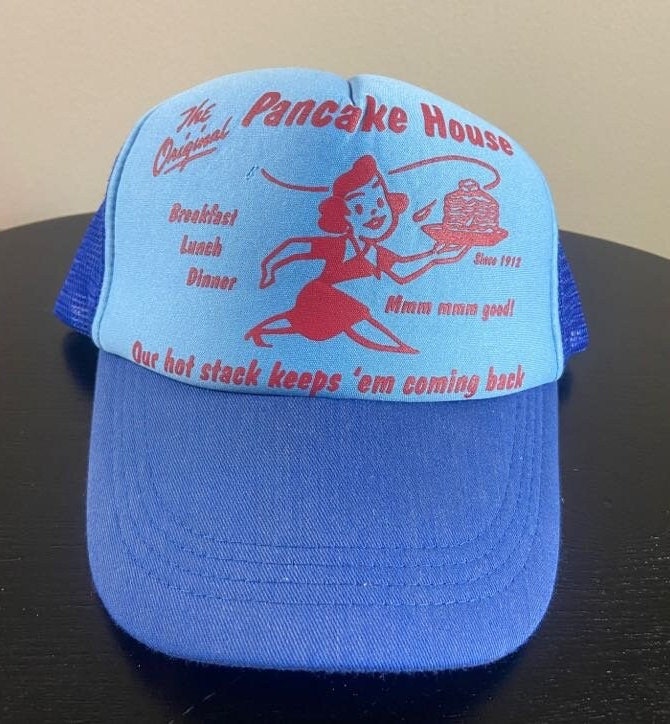 The
Original
Pancake House
Breakfast
Lunch
Dinner
Since 1912
Mmm mmm good!
Our hot stack keeps 'em coming back